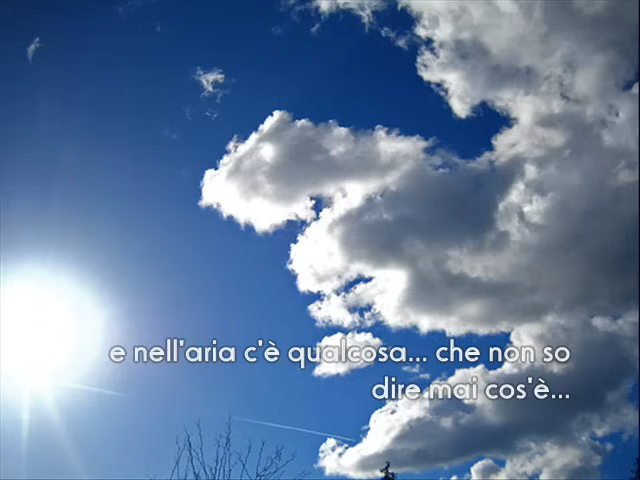 e nell'aria c'è qualcosa... che non so
dire mai cos'è...